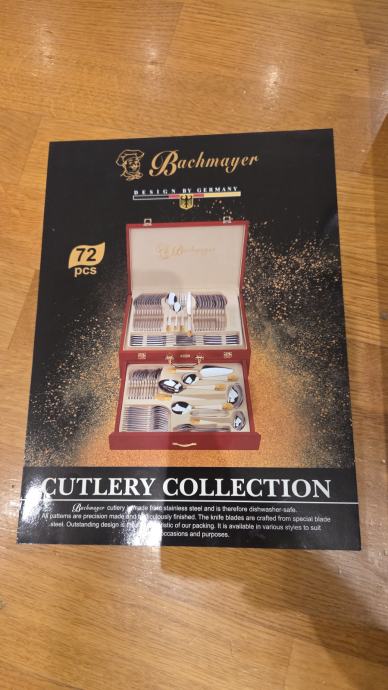 Bachmayer
DESIGN BY GERMANY
72
pcs
Bachmayer
CUTLERY COLLECTION
Bachmayer cutlery is made from stainless steel and is therefore dishwasher-safe.
All patterns are precision made and meticulously finished. The knife blades are crafted from special blade
steel. Outstanding design is of our packing. It is available in various styles to suit
occasions and purposes.